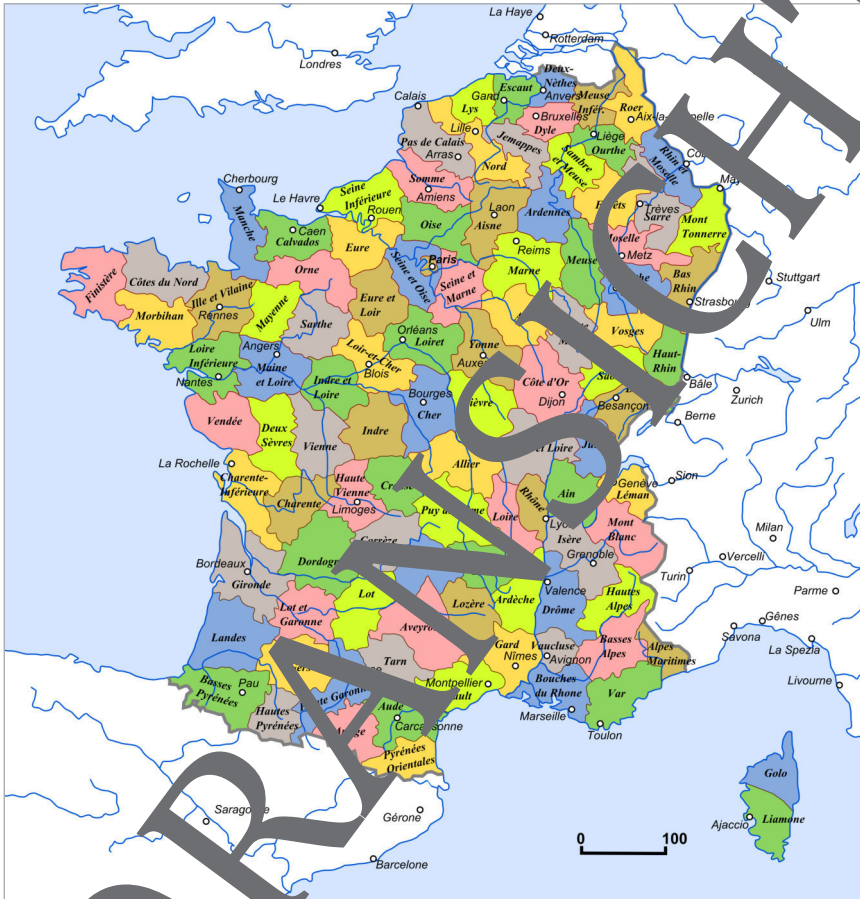 La Haye
Rotterdam
Londres
Deux-
Nèthes
Escaut
Anvers
Meuse
Infér.
Roer
Calais
Gand
Lys
Bruxelles
Dyle
Lille
Liège
Ourthe
Jemappes
Pas de Calais
Arras
Nord
Sambre
et Meuse
Rhin et
Moselle
Somme
Amiens
Cherbourg
Le Havre
Seine
Inférieure
Rouen
Manche
Caen
Calvados
Oise
Laon
Aisne
Ardennes
Trèves
Sarre
Mont
Tonnerre
Eure
Reims
Marne
Meuse
Metz
Paris
Seine et Oise
Seine et
Marne
Bas
Rhin
Stuttgart
Finistère
Côtes du Nord
Orne
Ille et Vilaine
Rennes
Mayenne
Morbihan
Sarthe
Eure et
Loir
Ulm
Orléans
Loiret
Yonne
Vosges
Haut-
Rhin
Loire
Inférieure
Angers
Maine
et Loire
Nantes
Loir-et-Cher
Blois
Indre et
Loire
Côte d'Or
Dijon
Besançon
Bâle
Zurich
Berne
Bourges
Cher
Vendée
Deux
Sèvres
Vienne
Indre
Allier
et Loire
La Rochelle
Charente-
Inférieure
Charente
Haute
Vienne
Limoges
Loire
Rhône
Ain
Genève
Léman
Sion
Mont
Blanc
Isère
Grenoble
Milan
Vercelli
Turin
Bordeaux
Gironde
Lot et
Garonne
Lot
Lozère
Ardèche
Valence
Drôme
Hautes
Alpes
Parme
Gênes
Savona
La Spezia
Livourne
Landes
Tarn
Gard
Nîmes
Vaucluse
Avignon
Basses
Alpes
Alpes
Maritimes
Basses
Pyrénées
Pau
Hautes
Pyrénées
Montpellier
Bouches
du Rhone
Marseille
Var
Toulon
Aude
Pyrénées
Orientales
Gérone
Barcelone
Golo
Liamone
Ajaccio
0 100